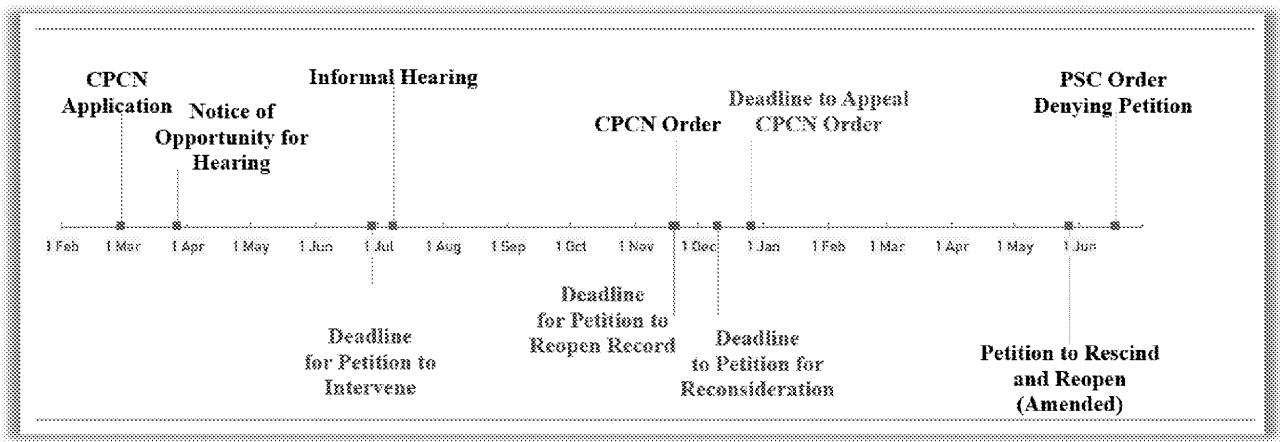 CPCN
Application
Notice of
Opportunity for
Hearing
Informal Hearing
CPCN Order
Deadline to Appeal
CPCN Order
PSC Order
Denying Petition
1 Feb 1 Mar 1 Apr 1 May 1 Jun 1 Jul 1 Aug 1 Sep 1 Oct 1 Nov 1 Dec 1 Jan 1 Feb 1 Mar 1 Apr 1 May 1 Jun
Deadline
for Petition to
Intervene
Deadline
for Petition to
Reopen Record
Deadline
to Petition for
Reconsideration
Petition to Rescind
and Reopen
(Amended)